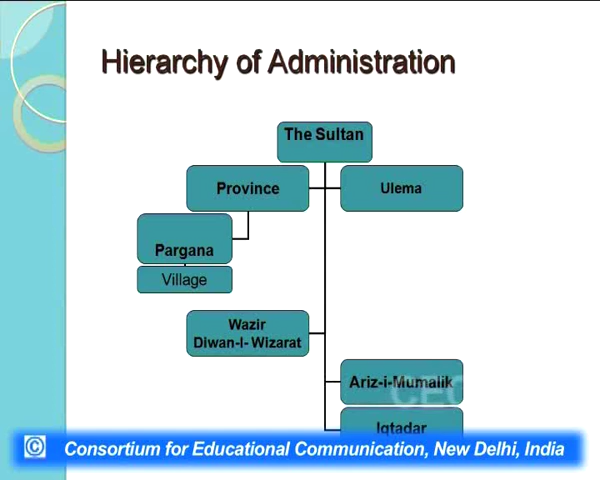 Hierarchy of Administration
The Sultan
Province
Ulema
Pargana
Village
Wazir
Diwan-I- Wizarat
Ariz-i-Mumalik
CEC
Iqtadar
© Consortium for Educational Communication, New Delhi, India